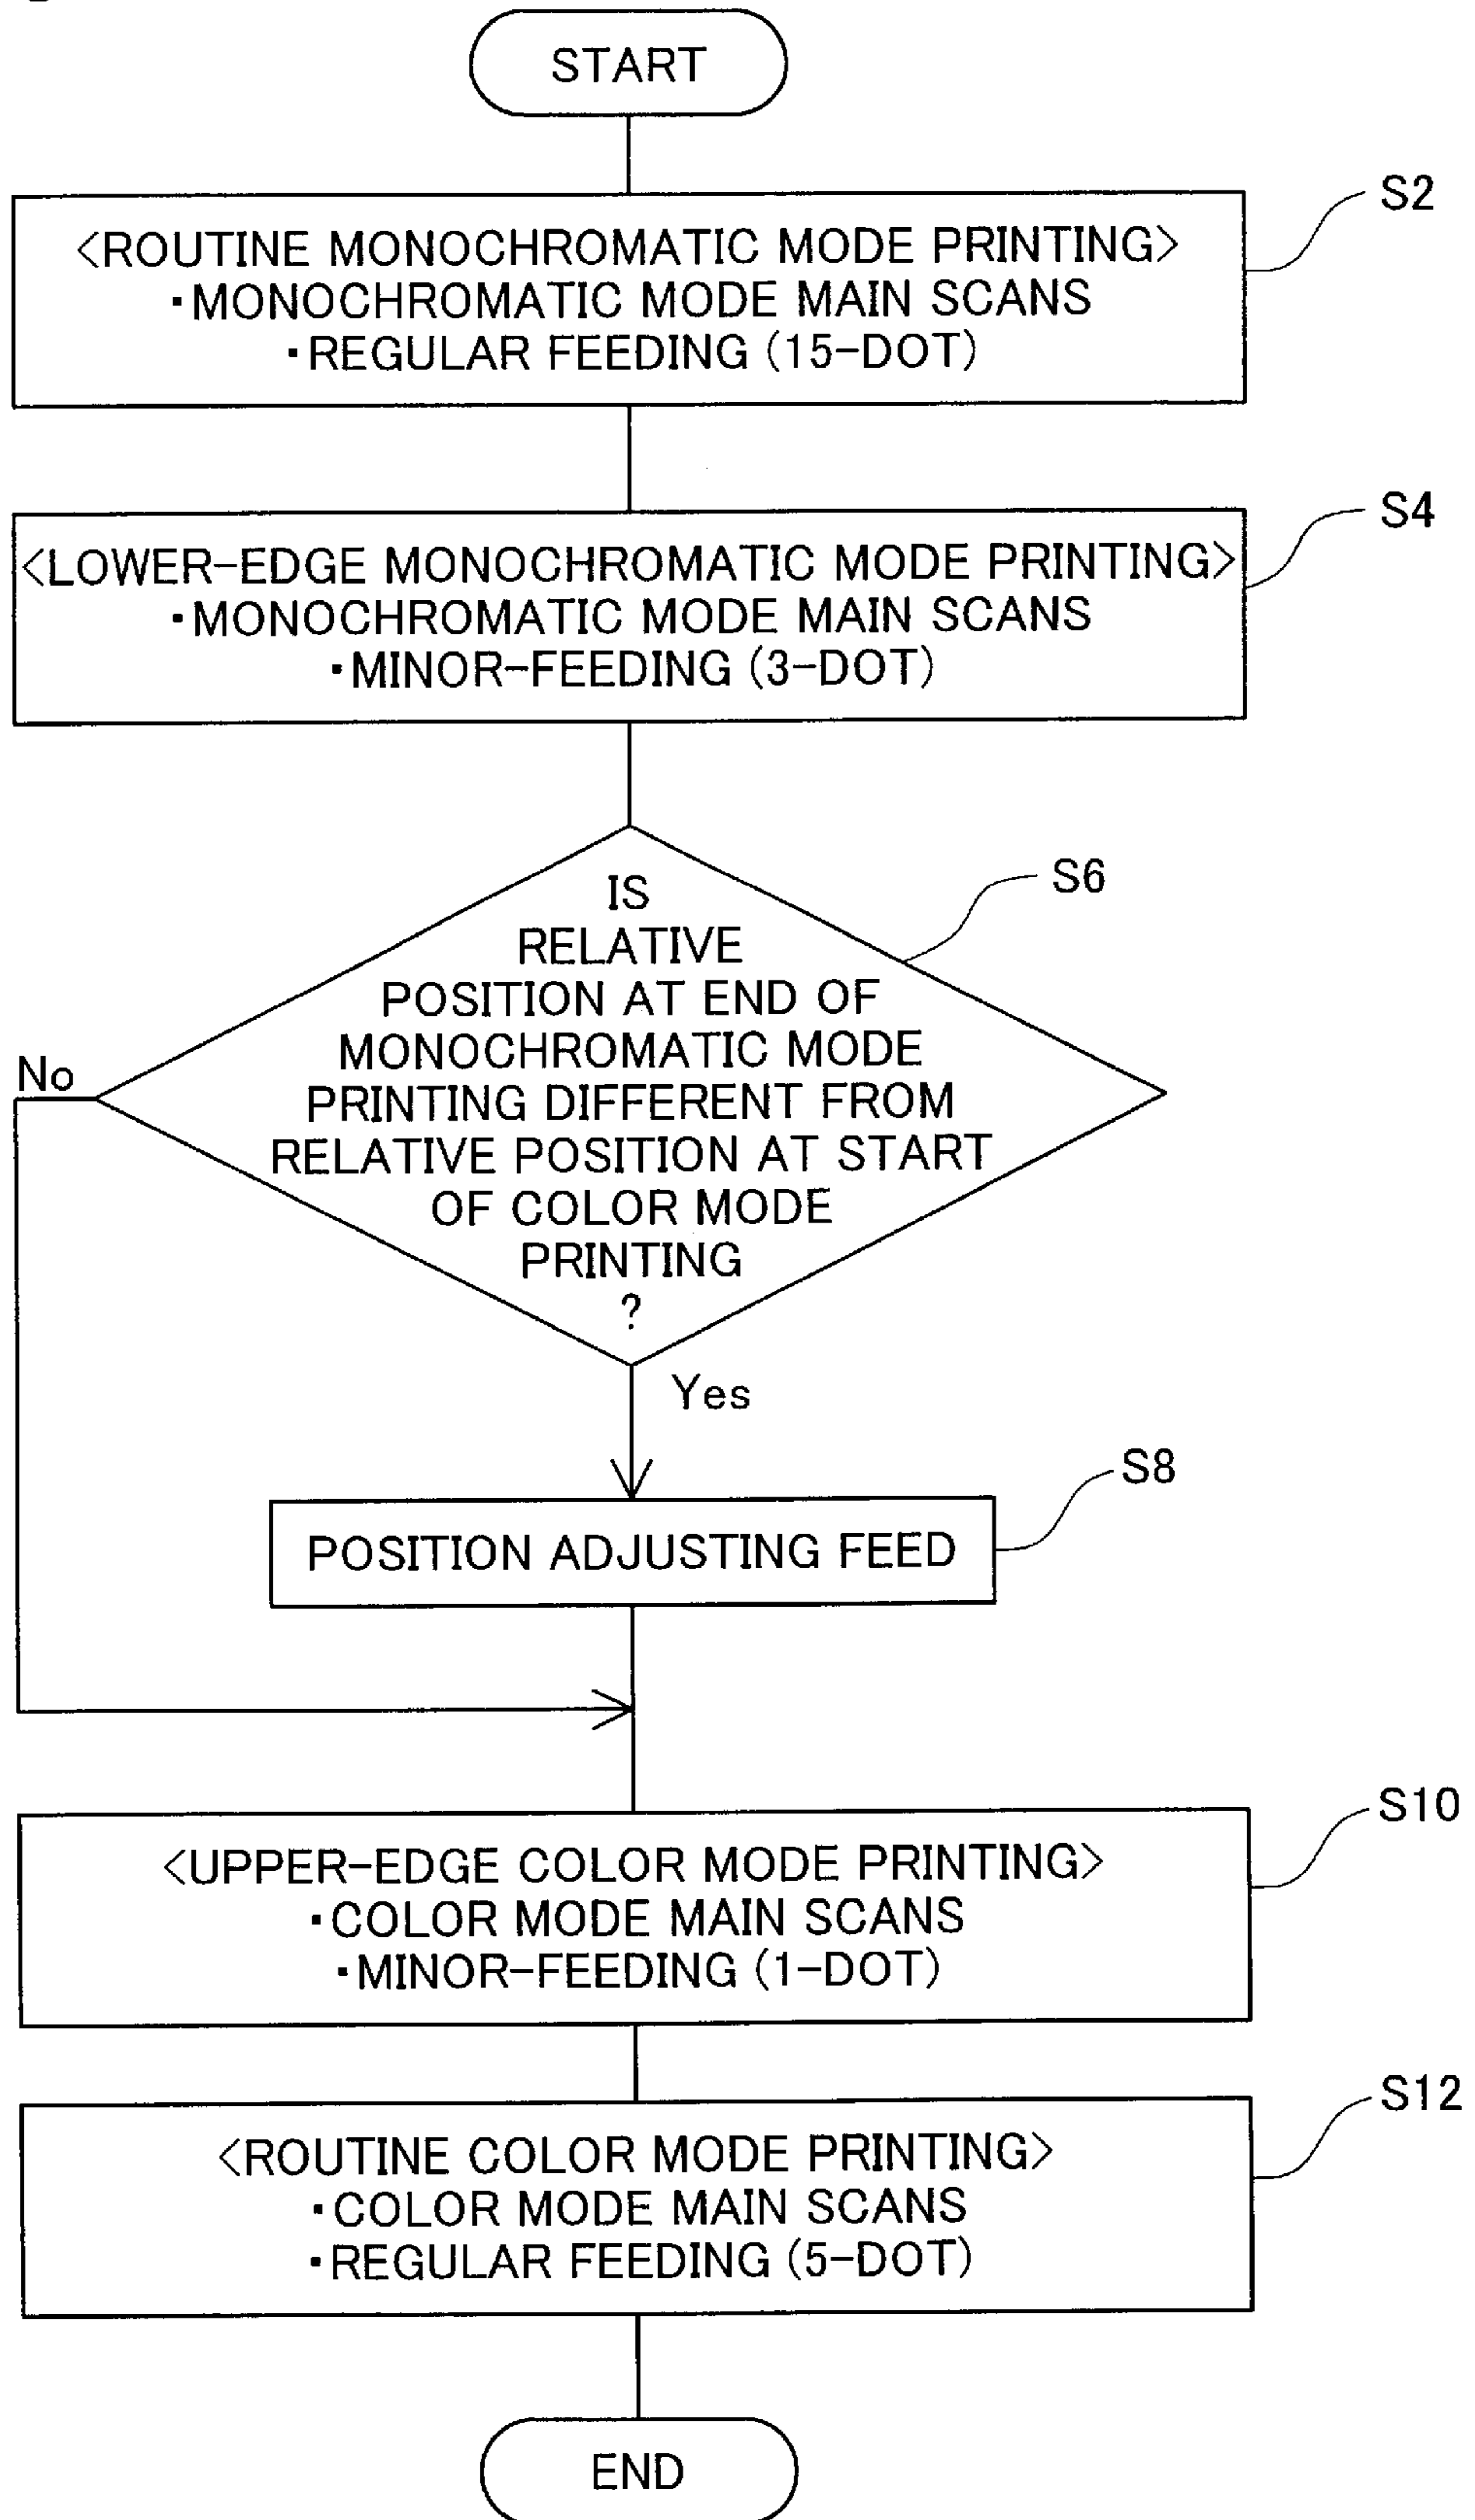 START
S2
<ROUTINE MONOCHROMATIC MODE PRINTING>
・MONOCHROMATIC MODE MAIN SCANS
・REGULAR FEEDING (15-DOT)
S4
<LOWER-EDGE MONOCHROMATIC MODE PRINTING>
・MONOCHROMATIC MODE MAIN SCANS
・MINOR-FEEDING (3-DOT)
S6
IS
RELATIVE
POSITION AT END OF
MONOCHROMATIC MODE
PRINTING DIFFERENT FROM
RELATIVE POSITION AT START
OF COLOR MODE
PRINTING
?
No
Yes
S8
POSITION ADJUSTING FEED
S10
<UPPER-EDGE COLOR MODE PRINTING>
・COLOR MODE MAIN SCANS
・MINOR-FEEDING (1-DOT)
S12
<ROUTINE COLOR MODE PRINTING>
・COLOR MODE MAIN SCANS
・REGULAR FEEDING (5-DOT)
END